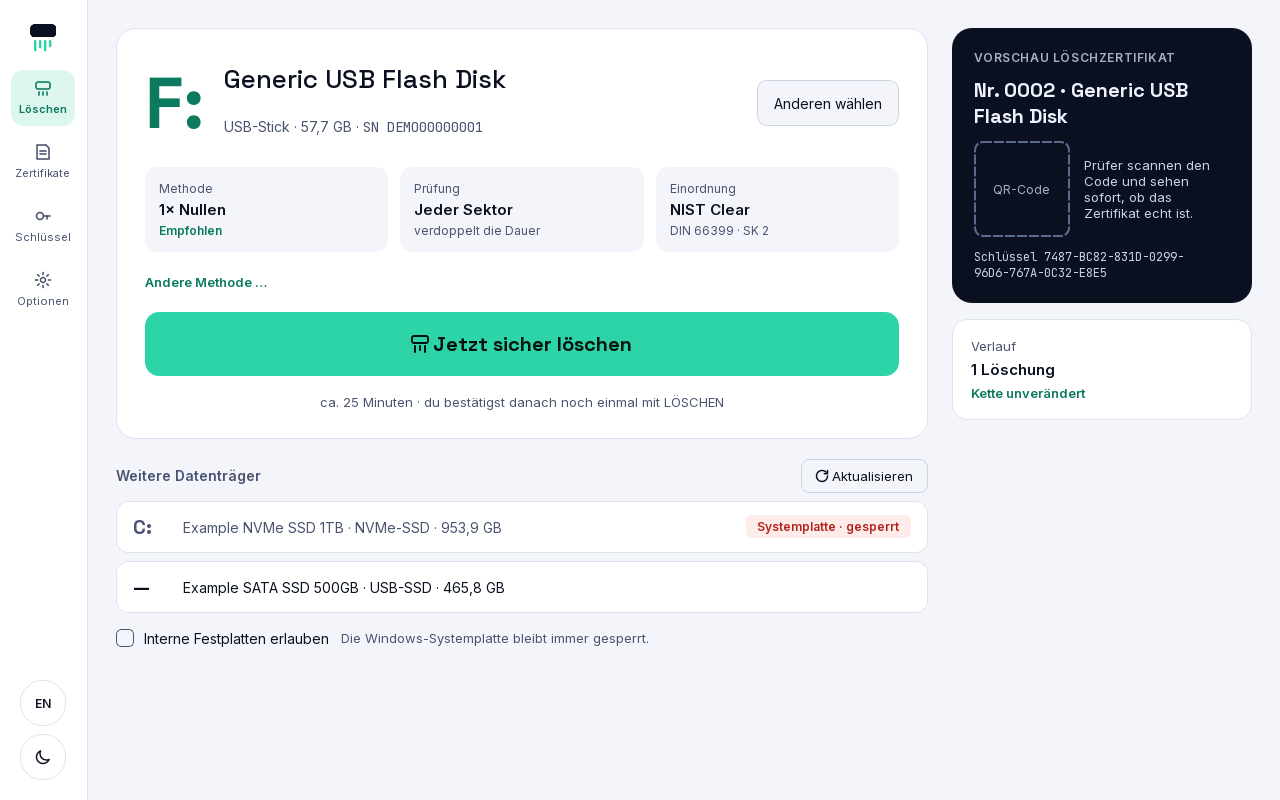 Löschen
Zertifikate
Schlüssel
Optionen
EN
F:
Generic USB Flash Disk
USB-Stick · 57,7 GB · SN DEMO00000001
Anderen wählen
Methode
1× Nullen
Empfohlen
Prüfung
Jeder Sektor
verdoppelt die Dauer
Einordnung
NIST Clear
DIN 66399 · SK 2
Andere Methode …
Jetzt sicher löschen
ca. 25 Minuten · du bestätigst danach noch einmal mit LÖSCHEN
Weitere Datenträger
Aktualisieren
C:
Example NVMe SSD 1TB · NVMe-SSD · 953,9 GB
Systemplatte · gesperrt
—
Example SATA SSD 500GB · USB-SSD · 465,8 GB
Interne Festplatten erlauben
Die Windows-Systemplatte bleibt immer gesperrt.
VORSCHAU LÖSCHZERTIFIKAT
Nr. 0002 · Generic USB
Flash Disk
QR-Code
Prüfer scannen den
Code und sehen
sofort, ob das
Zertifikat echt ist.
Schlüssel 7487-BC82-831D-0299-
96D6-767A-0C32-E8E5
Verlauf
1 Löschung
Kette unverändert